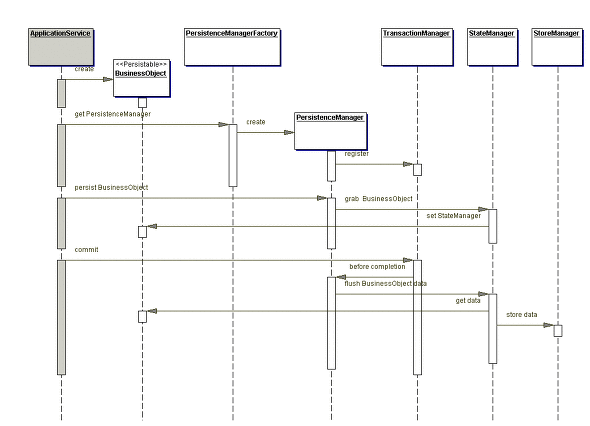 ApplicationService
PersistenceManagerFactory
TransactionManager
StateManager
StoreManager
create
<<Persistable>>
BusinessObject
get PersistenceManager
create
PersistenceManager
register
persist BusinessObject
grab BusinessObject
set StateManager
commit
before completion
flush BusinessObject data
get data
store data